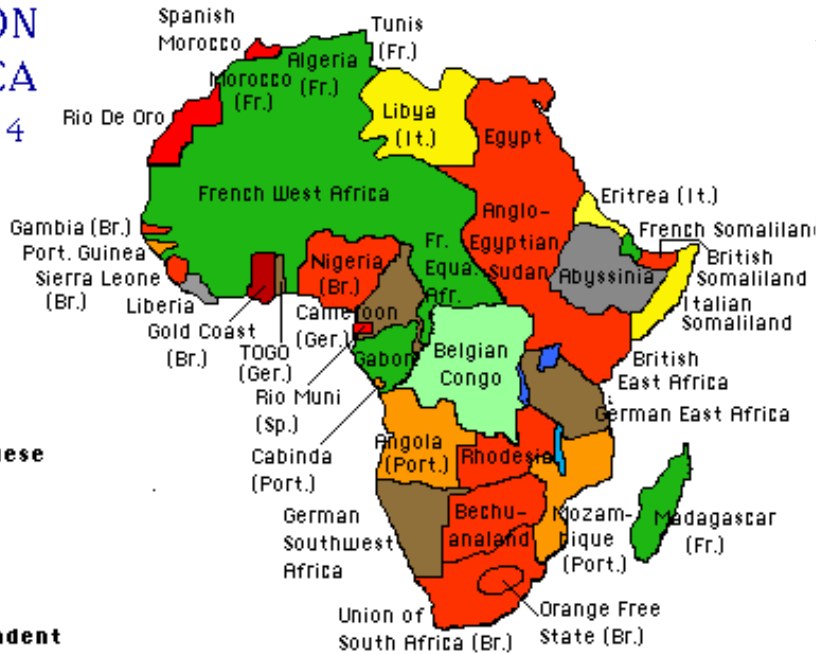 ON
CA
4
Spanish
Morocco
Tunis
(Fr.)
Morocco
(Fr.)
Algeria
(Fr.)
Rio De Oro
Libya
(It.)
Egypt
French West Africa
Eritrea (It.)
Anglo-
Egyptian
Sudan
Gambia (Br.)
Port. Guinea
Sierra Leone
(Br.)
Liberia
Gold Coast
(Br.)
TOGO
(Ger.)
Nigeria
(Br.)
Fr.
Equa.
Afr.
Cameroon
(Ger.)
Abyssinia
French Somaliland
British
Somaliland
Italian
Somaliland
Gabon
Belgian
Congo
British
East Africa
Rio Muni
(Sp.)
German East Africa
Cabinda
(Port.)
Angola
(Port.)
Rhodesia
German
Southwest
Africa
Bechu-
analand
Mozam-
bique
(Port.)
Madagascar
(Fr.)
Union of
South Africa (Br.)
Orange Free
State (Br.)
uese
ndent